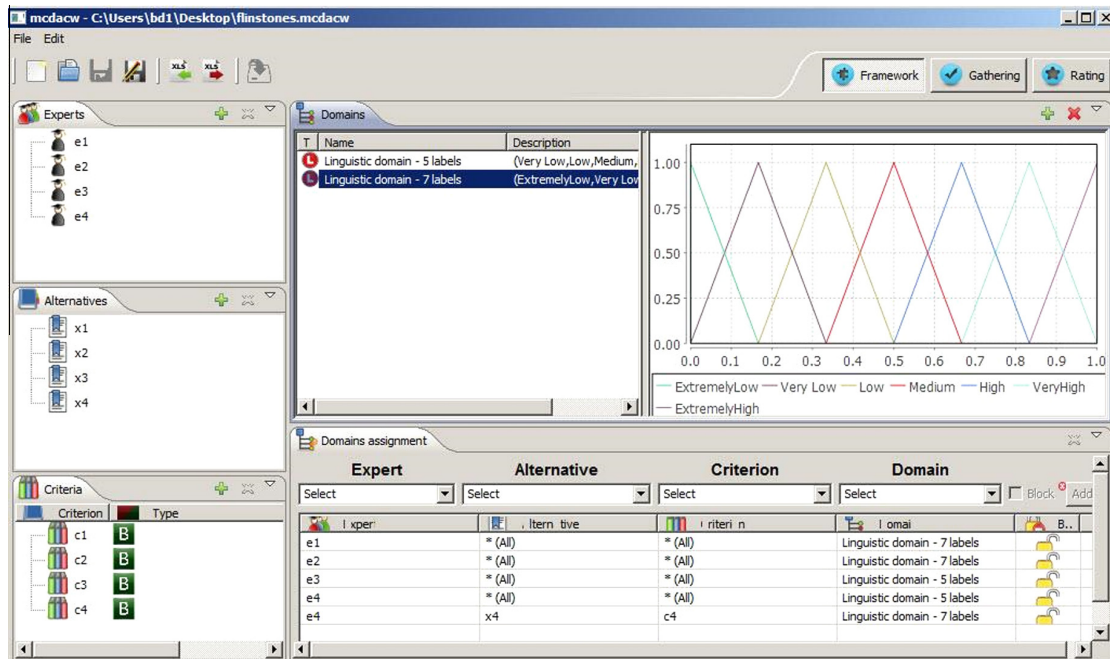 mcdacw - C:\Users\bd1\Desktop\flinstones.mcdacw
File Edit
XLS XLS
Framework Gathering Rating
Experts
e1
e2
e3
e4
Alternatives
x1
x2
x3
x4
Criteria
Criterion Type
c1 B
c2 B
c3 B
c4 B
Domains
T Name Description
L Linguistic domain - 5 labels (Very Low,Low,Medium,
L Linguistic domain - 7 labels (ExtremelyLow,Very Low
1.00
0.75
0.50
0.25
0.00
0.0 0.1 0.2 0.3 0.4 0.5 0.6 0.7 0.8 0.9 1.0
ExtremelyLow Very Low Low Medium High VeryHigh
ExtremelyHigh
Domains assignment
Expert Alternative Criterion Domain
Select Select Select Select Block Add
B..
e1 * (All) * (All) Linguistic domain - 7 labels
e2 * (All) * (All) Linguistic domain - 7 labels
e3 * (All) * (All) Linguistic domain - 5 labels
e4 * (All) * (All) Linguistic domain - 5 labels
e4 x4 c4 Linguistic domain - 7 labels